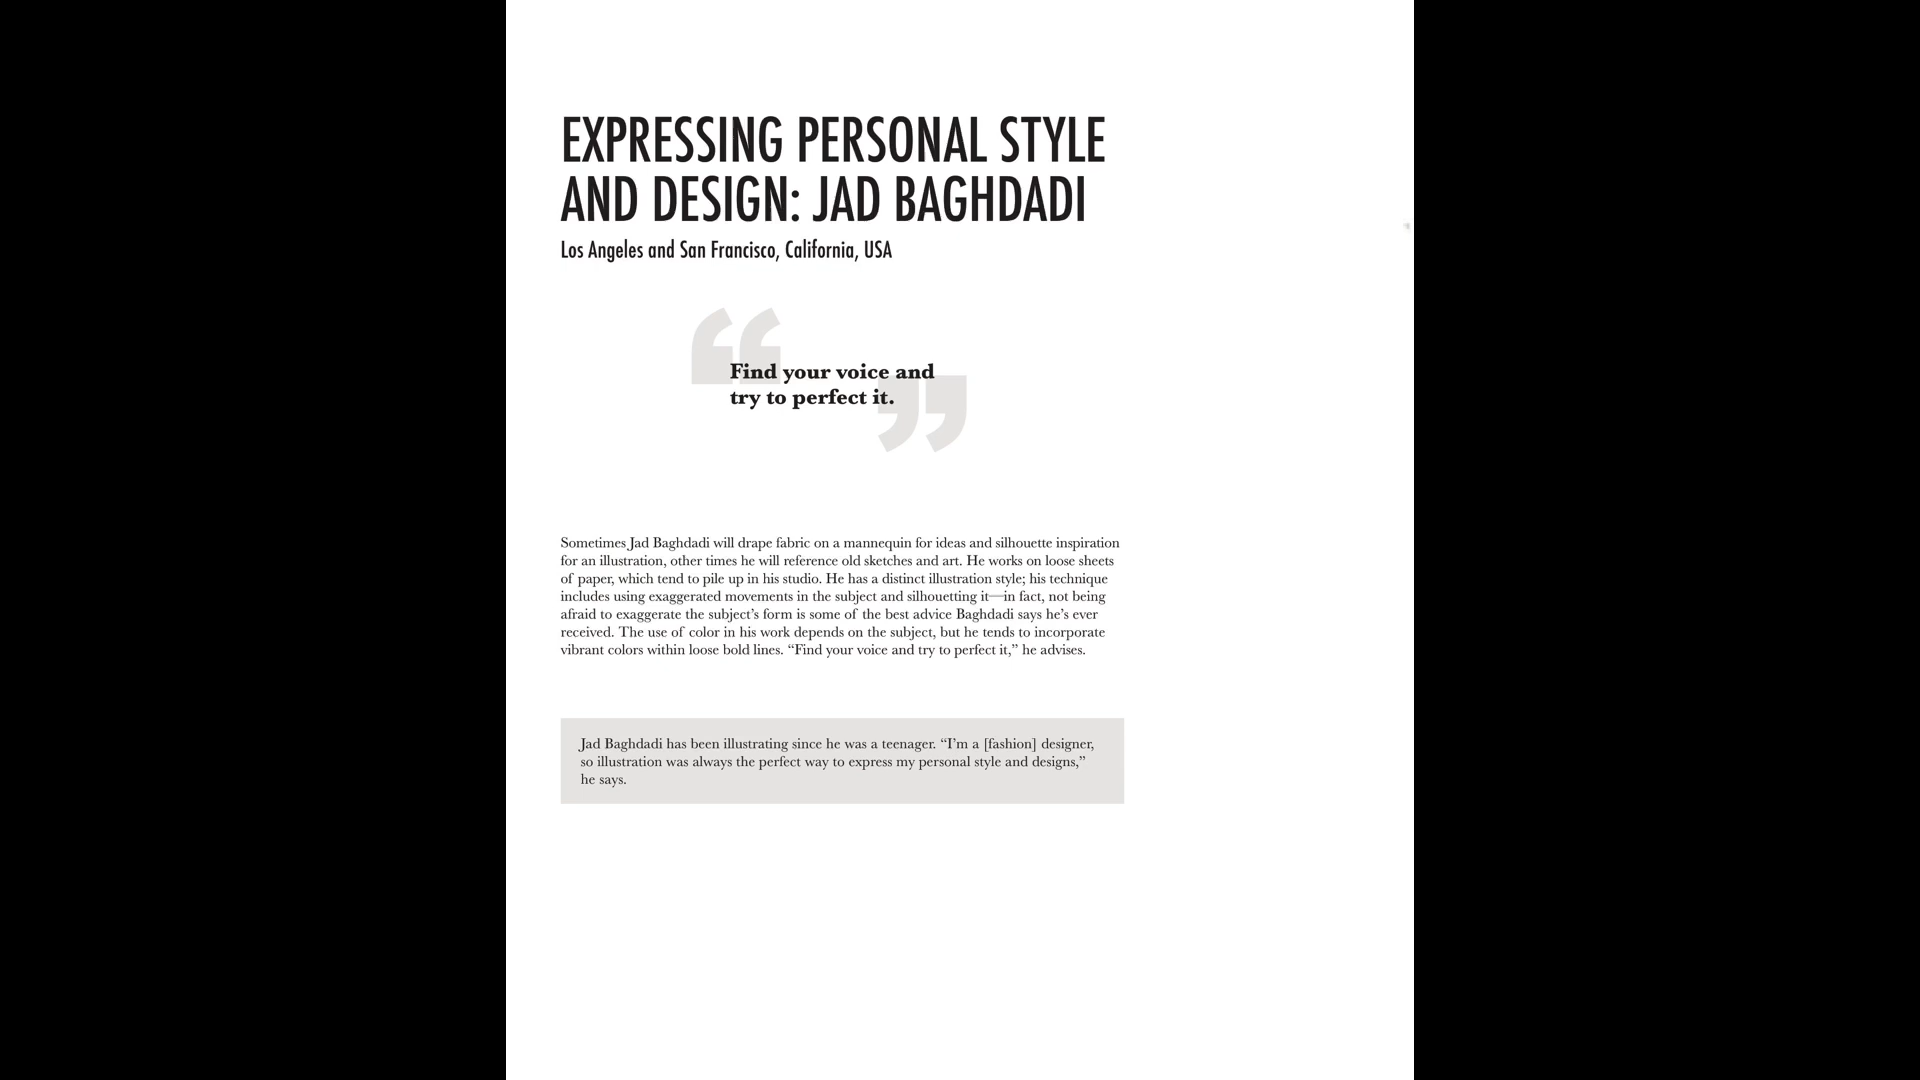 EXPRESSING PERSONAL STYLE
AND DESIGN: JAD BAGHDADI
Los Angeles and San Francisco, California, USA
“
Find your voice and
try to perfect it.
”
Sometimes Jad Baghdadi will drape fabric on a mannequin for ideas and silhouette inspiration
for an illustration, other times he will reference old sketches and art. He works on loose sheets
of paper, which tend to pile up in his studio. He has a distinct illustration style; his technique
includes using exaggerated movements in the subject and silhouetting it—in fact, not being
afraid to exaggerate the subject’s form is some of the best advice Baghdadi says he’s ever
received. The use of color in his work depends on the subject, but he tends to incorporate
vibrant colors within loose bold lines. “Find your voice and try to perfect it,” he advises.
Jad Baghdadi has been illustrating since he was a teenager. “I’m a [fashion] designer,
so illustration was always the perfect way to express my personal style and designs,”
he says.